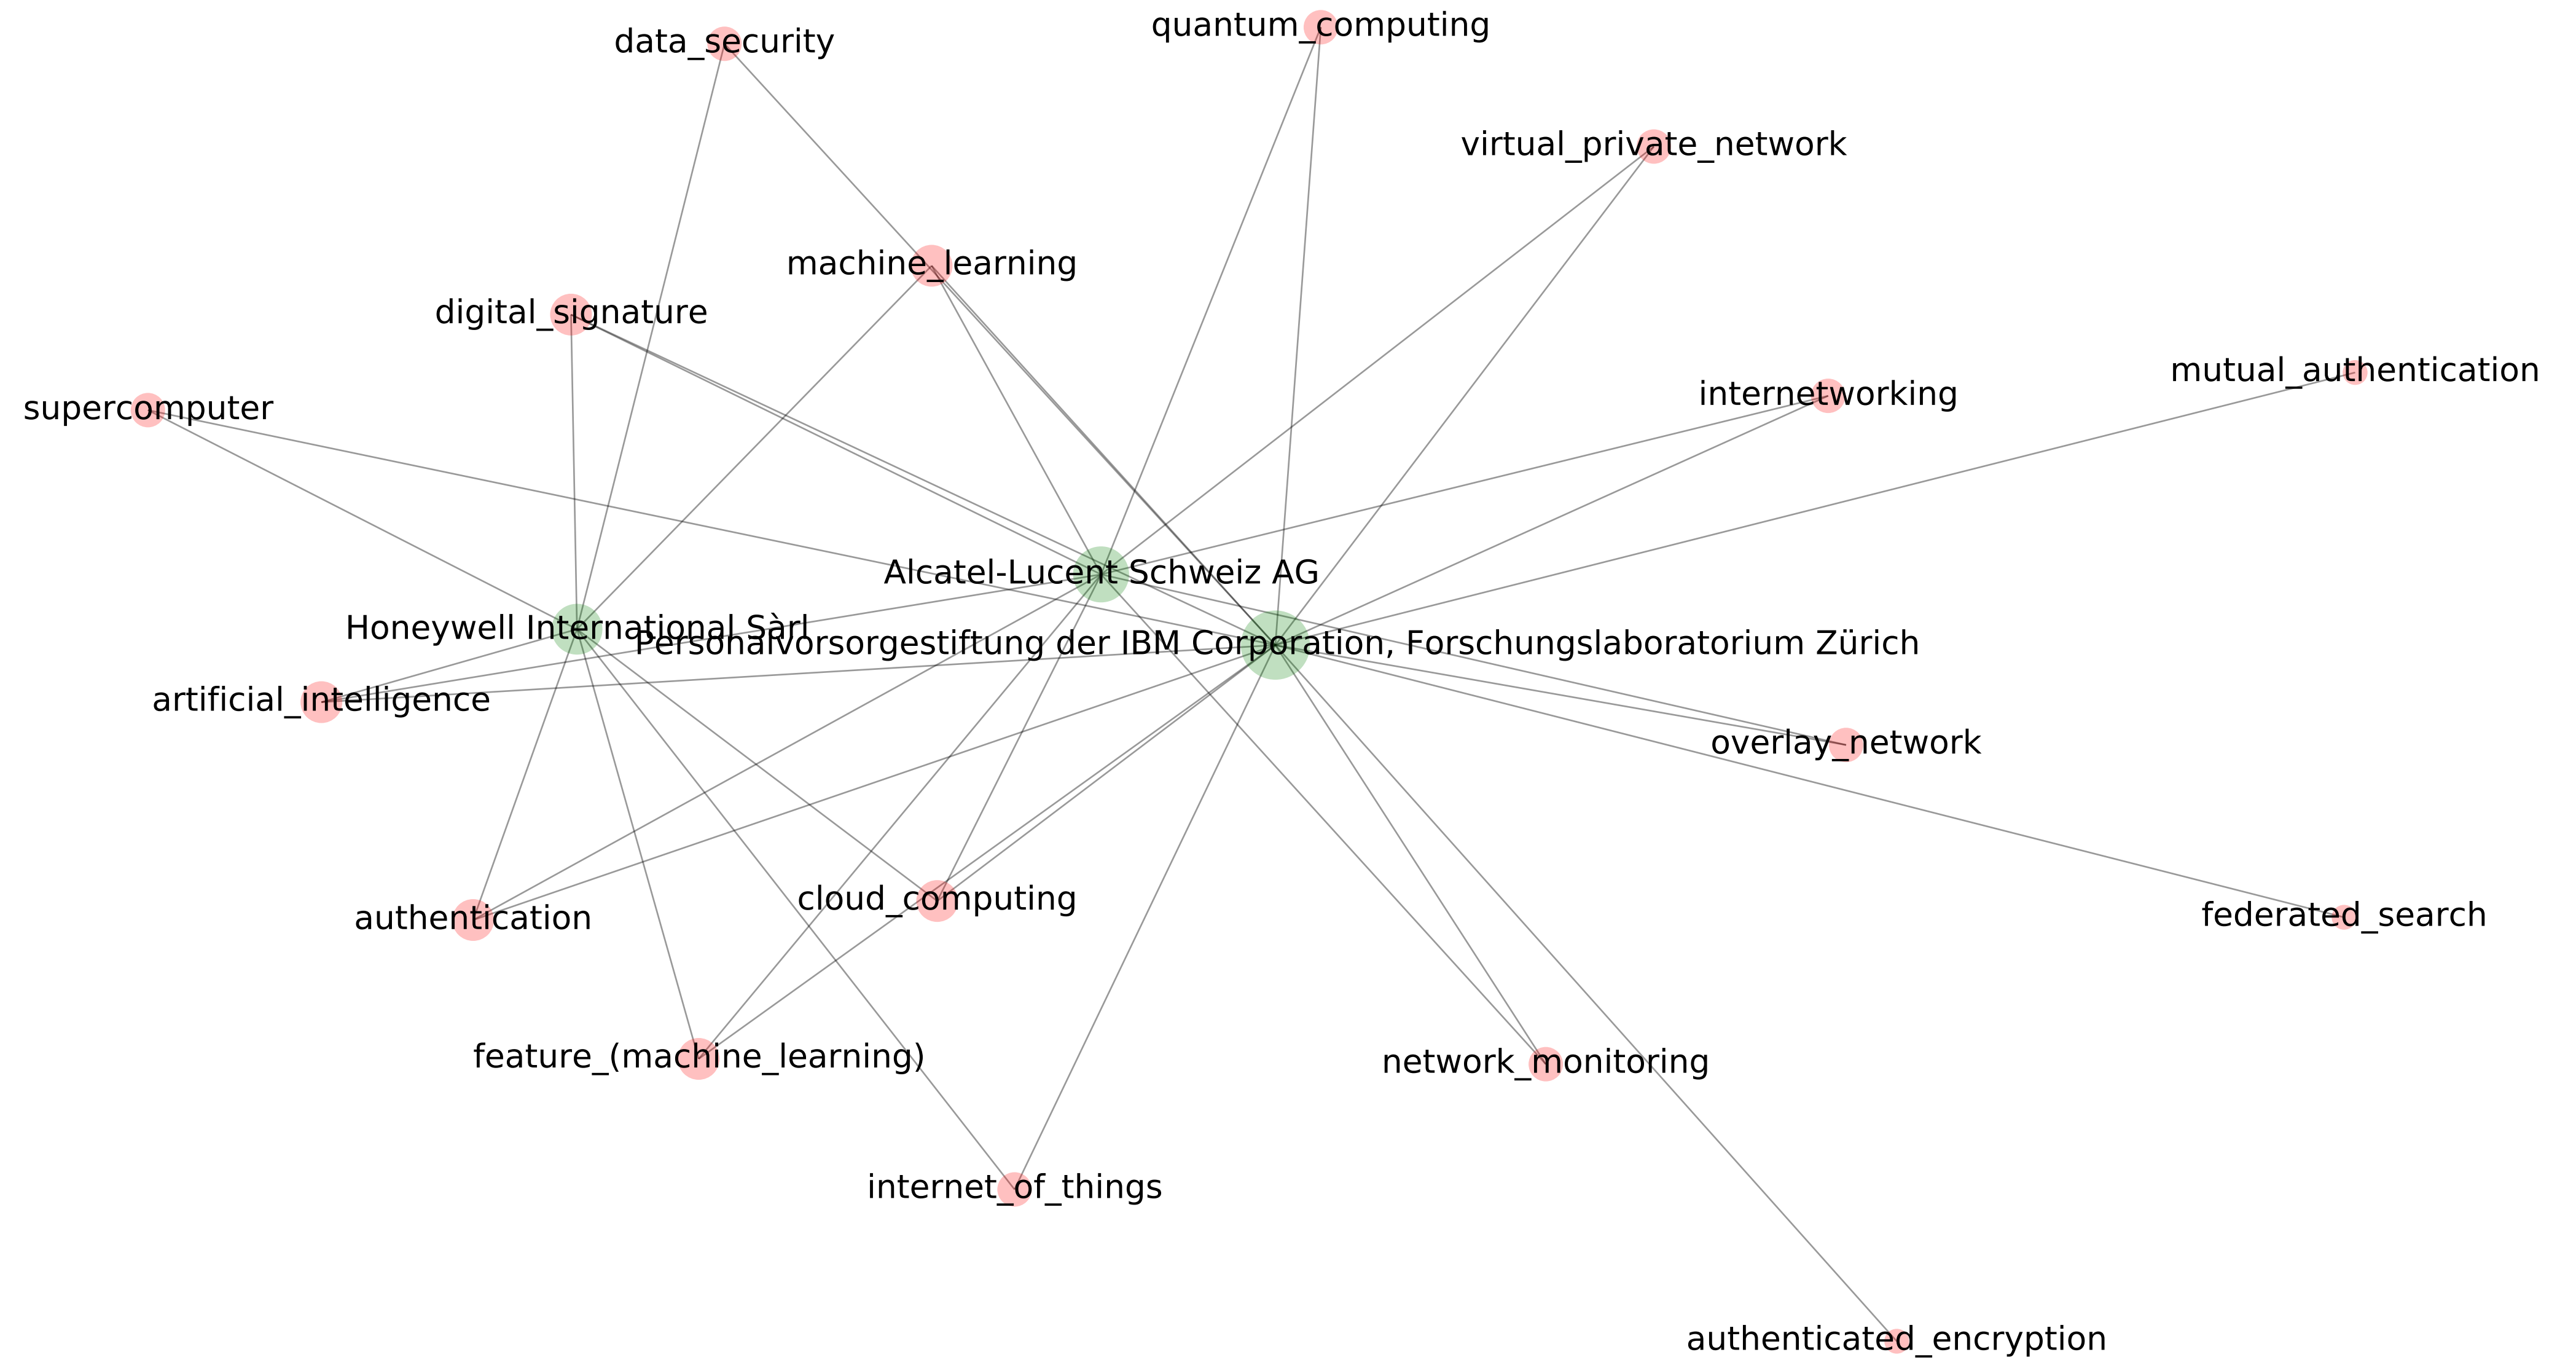 quantum_computing
data_security
virtual_private_network
machine_learning
digital_signature
mutual_authentication
internetworking
supercomputer
Alcatel-Lucent Schweiz AG
Honeywell International Sàrl
Personalvorsorgestiftung der IBM Corporation, Forschungslaboratorium Zürich
artificial_intelligence
overlay_network
cloud_computing
federated_search
authentication
feature_(machine_learning)
network_monitoring
internet_of_things
authenticated_encryption